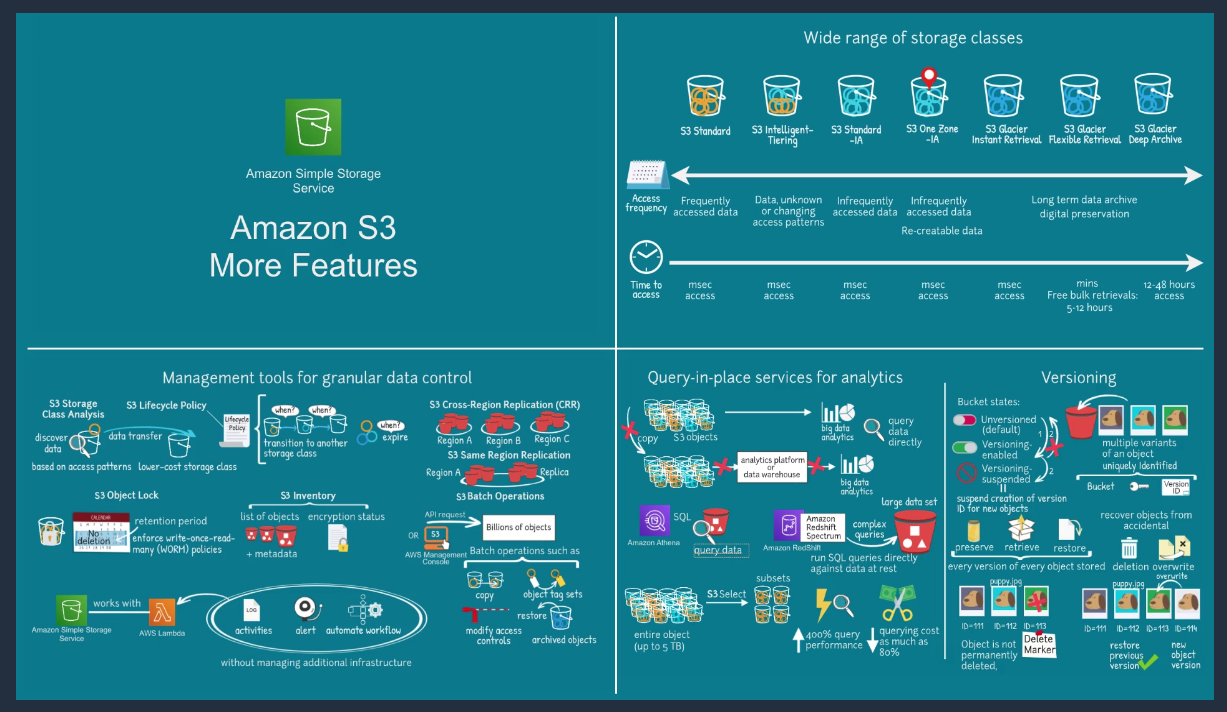 Amazon Simple Storage
Service
Amazon S3
More Features
Wide range of storage classes
S3 Standard
S3 Intelligent-
Tiering
S3 Standard
-IA
S3 One Zone
-IA
S3 Glacier
Instant Retrieval
S3 Glacier
Flexible Retrieval
S3 Glacier
Deep Archive
Access
frequency
Frequently
accessed data
Data, unknown
or changing
access patterns
Infrequently
accessed data
Infrequently
accessed data
Re-creatable data
Long term data archive
digital preservation
Time to
access
msec
access
msec
access
msec
access
msec
access
msec
access
mins
Free bulk retrievals:
5-12 hours
12-48 hours
access
Management tools for granular data control
S3 Storage
Class Analysis
discover
data
based on access patterns
S3 Lifecycle Policy
data transfer
lower-cost storage class
Lifecycle
Policy
when?
when?
transition to another
storage class
when?
expire
S3 Cross-Region Replication (CRR)
Region A
Region B
Region C
S3 Same Region Replication
Region A
Replica
S3 Object Lock
CALENDAR
No
deletion
retention period
enforce write-once-read-
many (WORM) policies
S3 Inventory
list of objects
+ metadata
encryption status
S3 Batch Operations
API request
OR
S3
AWS Management
Console
Billions of objects
Batch operations such as
copy
object tag sets
modify access
controls
restore
archived objects
Amazon Simple Storage
Service
works with
AWS Lambda
LOG
activities
alert
automate workflow
without managing additional infrastructure
Query-in-place services for analytics
copy
S3 objects
big data
analytics
query
data
directly
analytics platform
or
data warehouse
big data
analytics
Amazon Athena
SQL
query data
Amazon RedShift
Amazon
Redshift
Spectrum
complex
queries
large data set
run SQL queries directly
against data at rest
entire object
(up to 5 TB)
S3 Select
subsets
400% query
performance
querying cost
as much as
80%
Versioning
Bucket states:
Unversioned
(default)
Versioning-
enabled
Versioning-
suspended
1
2
2
suspend creation of version
ID for new objects
multiple variants
of an object
uniquely identified
Bucket
Version
ID
preserve
retrieve
restore
every version of every object stored
recover objects from
accidental
deletion
overwrite
puppy.jpg
ID=111
ID=112
ID=113
Object is not
permanently
deleted,
Delete
Marker
puppy.jpg
overwrite
ID=111
ID=112
ID=113
ID=114
restore
previous
version
new
object
version